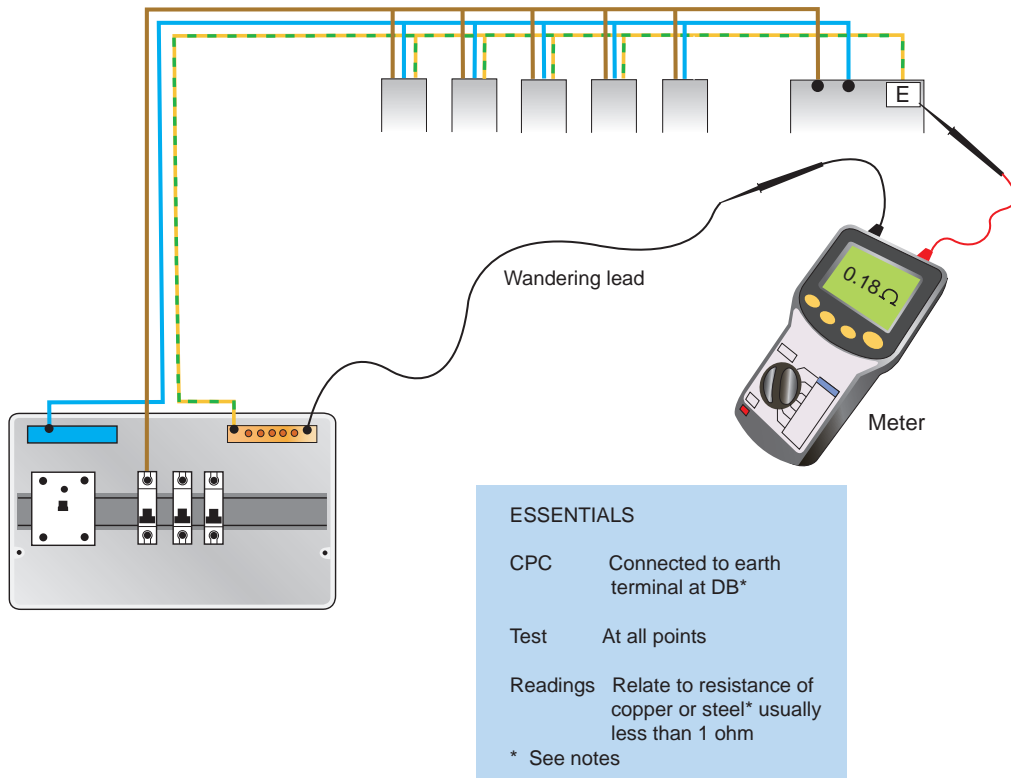 E
Wandering lead
0.18Ω
Meter
ESSENTIALS
CPC Connected to earth
terminal at DB*
Test At all points
Readings Relate to resistance of
copper or steel* usually
less than 1 ohm
* See notes